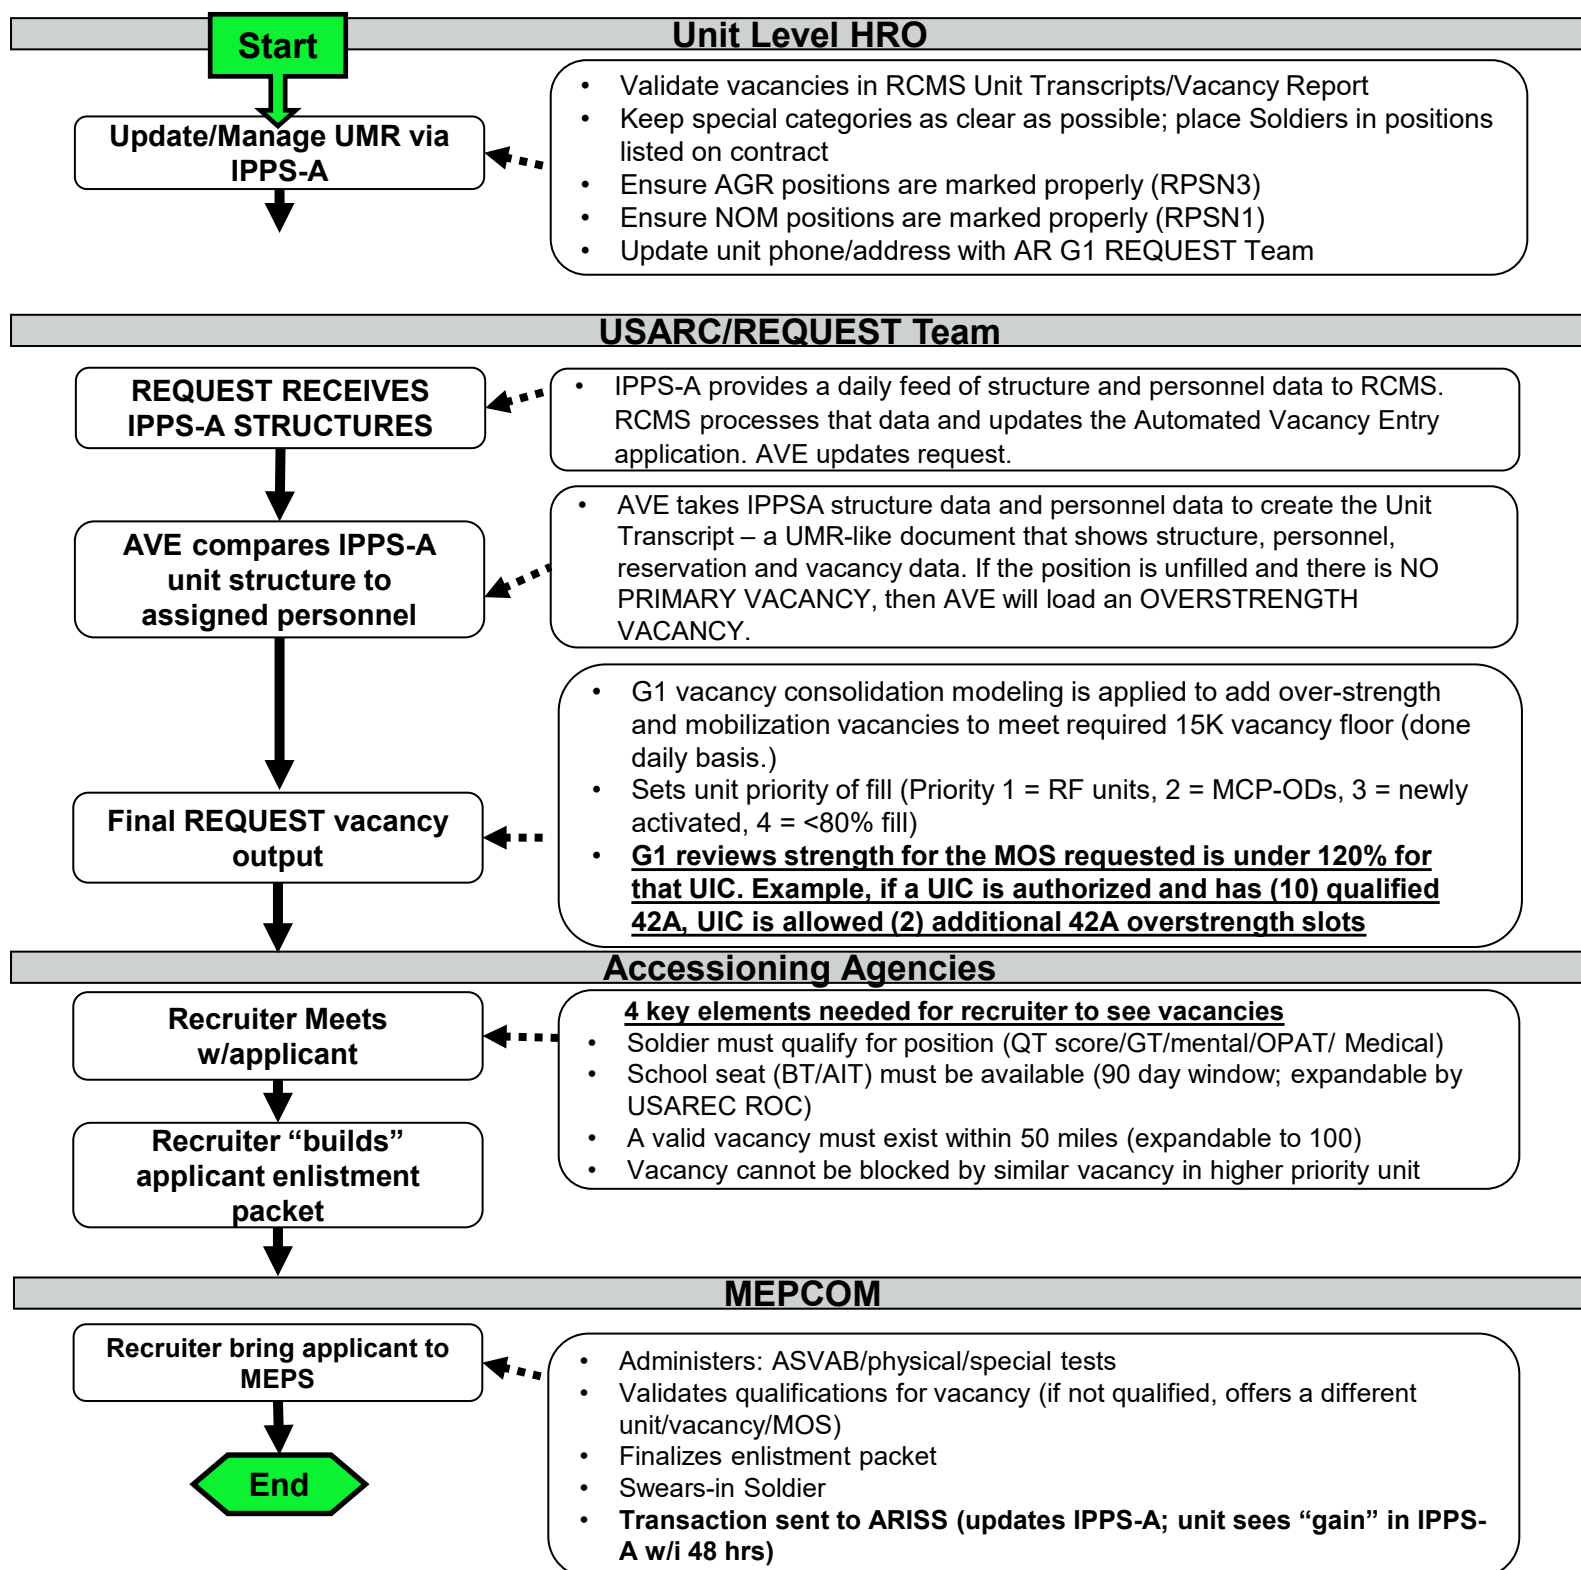 Unit Level HRO
Start
Update/Manage UMR via
IPPS-A
• Validate vacancies in RCMS Unit Transcripts/Vacancy Report
• Keep special categories as clear as possible; place Soldiers in positions
listed on contract
• Ensure AGR positions are marked properly (RPSN3)
• Ensure NOM positions are marked properly (RPSN1)
• Update unit phone/address with AR G1 REQUEST Team
USARC/REQUEST Team
REQUEST RECEIVES
IPPS-A STRUCTURES
• IPPS-A provides a daily feed of structure and personnel data to RCMS.
RCMS processes that data and updates the Automated Vacancy Entry
application. AVE updates request.
AVE compares IPPS-A
unit structure to
assigned personnel
• AVE takes IPPSA structure data and personnel data to create the Unit
Transcript – a UMR-like document that shows structure, personnel,
reservation and vacancy data. If the position is unfilled and there is NO
PRIMARY VACANCY, then AVE will load an OVERSTRENGTH
VACANCY.
Final REQUEST vacancy
output
• G1 vacancy consolidation modeling is applied to add over-strength
and mobilization vacancies to meet required 15K vacancy floor (done
daily basis.)
• Sets unit priority of fill (Priority 1 = RF units, 2 = MCP-ODs, 3 = newly
activated, 4 = <80% fill)
• G1 reviews strength for the MOS requested is under 120% for
that UIC. Example, if a UIC is authorized and has (10) qualified
42A, UIC is allowed (2) additional 42A overstrength slots
Accessioning Agencies
Recruiter Meets
w/applicant
Recruiter “builds”
applicant enlistment
packet
4 key elements needed for recruiter to see vacancies
• Soldier must qualify for position (QT score/GT/mental/OPAT/ Medical)
• School seat (BT/AIT) must be available (90 day window; expandable by
USAREC ROC)
• A valid vacancy must exist within 50 miles (expandable to 100)
• Vacancy cannot be blocked by similar vacancy in higher priority unit
MEPCOM
Recruiter bring applicant to
MEPS
End
• Administers: ASVAB/physical/special tests
• Validates qualifications for vacancy (if not qualified, offers a different
unit/vacancy/MOS)
• Finalizes enlistment packet
• Swears-in Soldier
• Transaction sent to ARISS (updates IPPS-A; unit sees “gain” in IPPS-
A w/i 48 hrs)